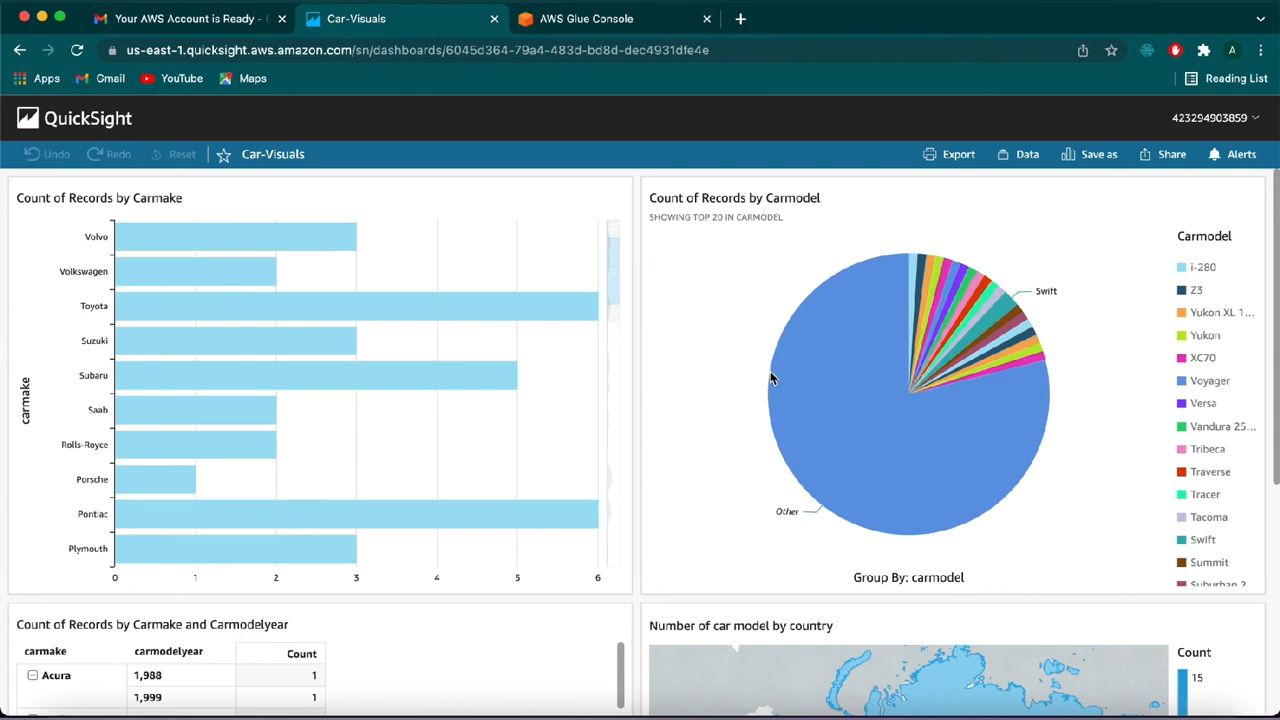 Your AWS Account is Ready -
Car-Visuals
AWS Glue Console
us-east-1.quicksight.aws.amazon.com/sn/dashboards/6045d364-79a4-483d-bd8d-dec4931dfe4e
A
Apps
Gmail
YouTube
Maps
Reading List
QuickSight
423294903859
Undo
Redo
Reset
Car-Visuals
Export
Data
Save as
Share
Alerts
Count of Records by Carmake
carmake
Volvo
Volkswagen
Toyota
Suzuki
Subaru
Saab
Rolls-Royce
Porsche
Pontiac
Plymouth
0 1 2 3 4 5 6
Count of Records by Carmodel
SHOWING TOP 20 IN CARMODEL
Swift
Other
Group By: carmodel
Carmodel
i-280
Z3
Yukon XL 1...
Yukon
XC70
Voyager
Versa
Vandura 25...
Tribeca
Traverse
Tracer
Tacoma
Swift
Summit
Suburban 2...
Count of Records by Carmake and Carmodelyear
carmake carmodelyear Count
Acura 1,988 1
1,999 1
Number of car model by country
Count
15